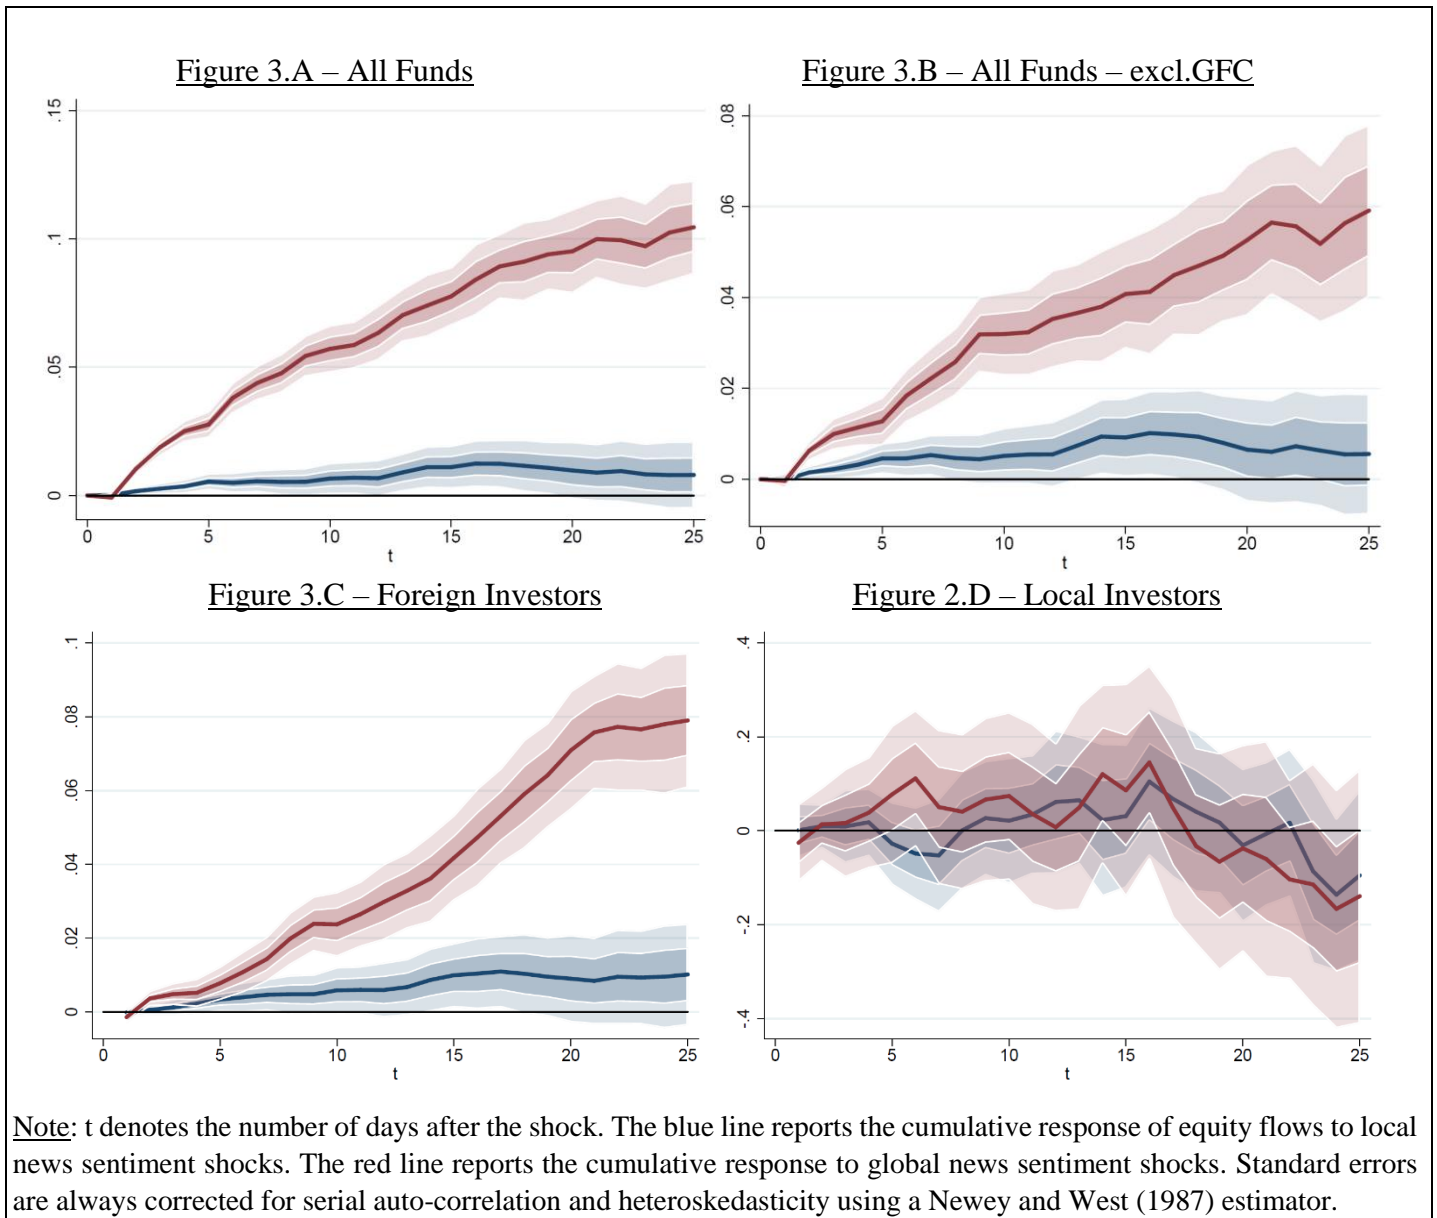 Figure 3.A – All Funds
.15
.1
.05
0
0 5 10 15 20 25
t
Figure 3.B – All Funds – excl.GFC
.08
.06
.04
.02
0
0 5 10 15 20 25
t
Figure 3.C – Foreign Investors
.1
.08
.06
.04
.02
0
0 5 10 15 20 25
t
Figure 2.D – Local Investors
.4
.2
0
-.2
-.4
0 5 10 15 20 25
t
Note: t denotes the number of days after the shock. The blue line reports the cumulative response of equity flows to local
news sentiment shocks. The red line reports the cumulative response to global news sentiment shocks. Standard errors
are always corrected for serial auto-correlation and heteroskedasticity using a Newey and West (1987) estimator.